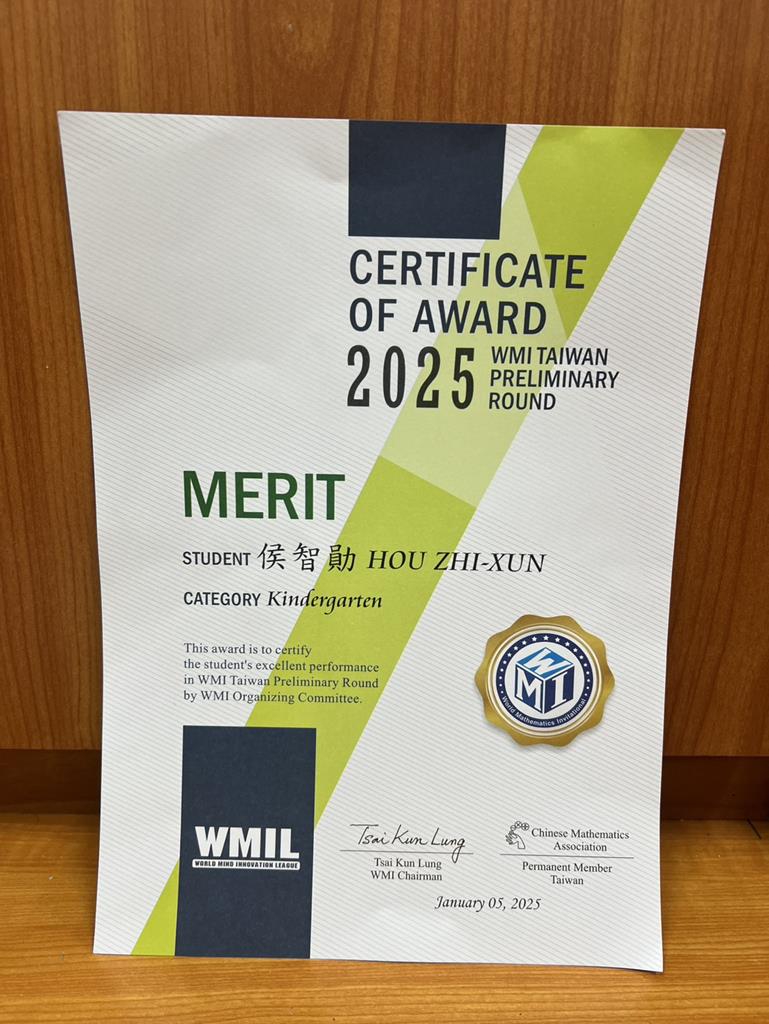 CERTIFICATE
OF AWARD
2025 WMI TAIWAN
PRELIMINARY
ROUND
MERIT
STUDENT 侯智勛 HOU ZHI-XUN
CATEGORY Kindergarten
This award is to certify
the student's excellent performance
in WMI Taiwan Preliminary Round
by WMI Organizing Committee.
WMI
World Mathematics Invitational
WMIL
WORLD MIND INNOVATION LEAGUE
Tsai Kun Lung
Tsai Kun Lung
WMI Chairman
Chinese Mathematics
Association
Permanent Member
Taiwan
January 05, 2025